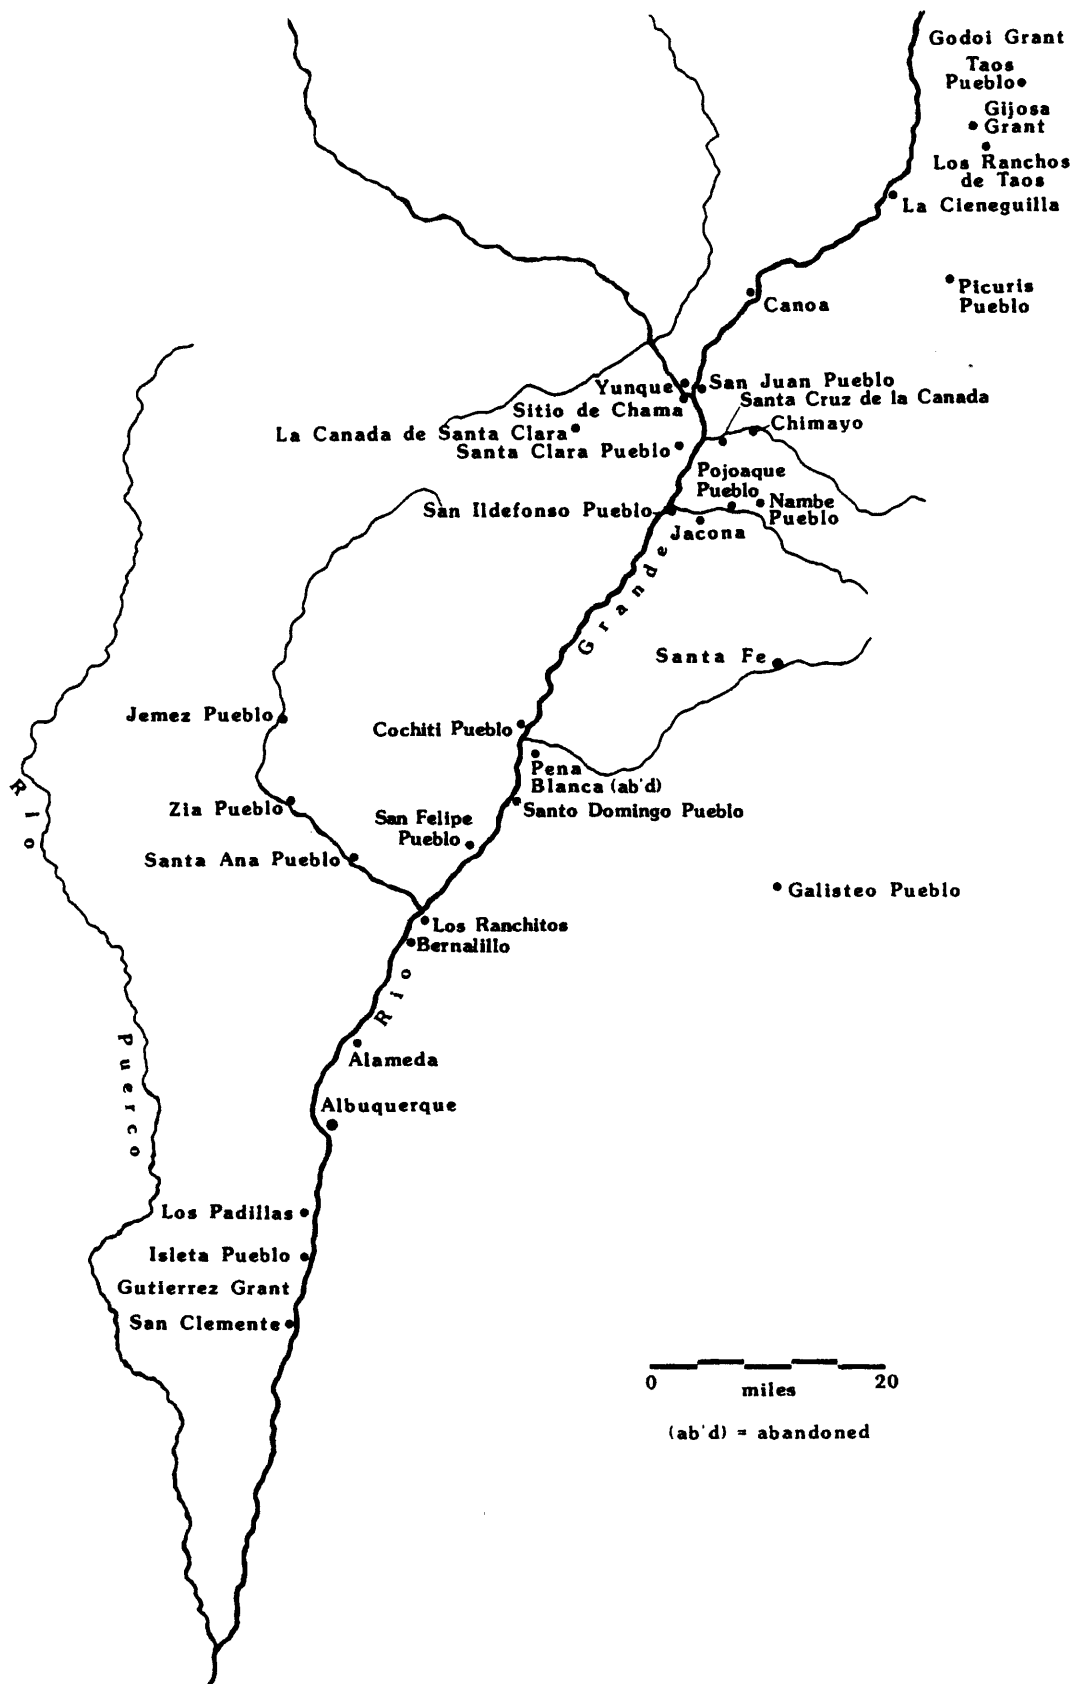 Godoi Grant
Taos
Pueblo
Gijosa
Grant
Los Ranchos
de Taos
La Cieneguilla
Picuris
Pueblo
Canoa
Yunque
San Juan Pueblo
Santa Cruz de la Canada
Sitio de Chama
Chimayo
La Canada de Santa Clara
Santa Clara Pueblo
Pojoaque
Pueblo
Nambe
Pueblo
San Ildefonso Pueblo
Jacona
Grande
Santa Fe
Jemez Pueblo
Cochiti Pueblo
Pena
Blanca (ab'd)
Rio
Zia Pueblo
Santo Domingo Pueblo
San Felipe
Pueblo
Santa Ana Pueblo
Galisteo Pueblo
Los Ranchitos
Bernalillo
Rio
Puerco
Alameda
Albuquerque
Los Padillas
Isleta Pueblo
Gutierrez Grant
San Clemente
0 20
miles
(ab'd) = abandoned